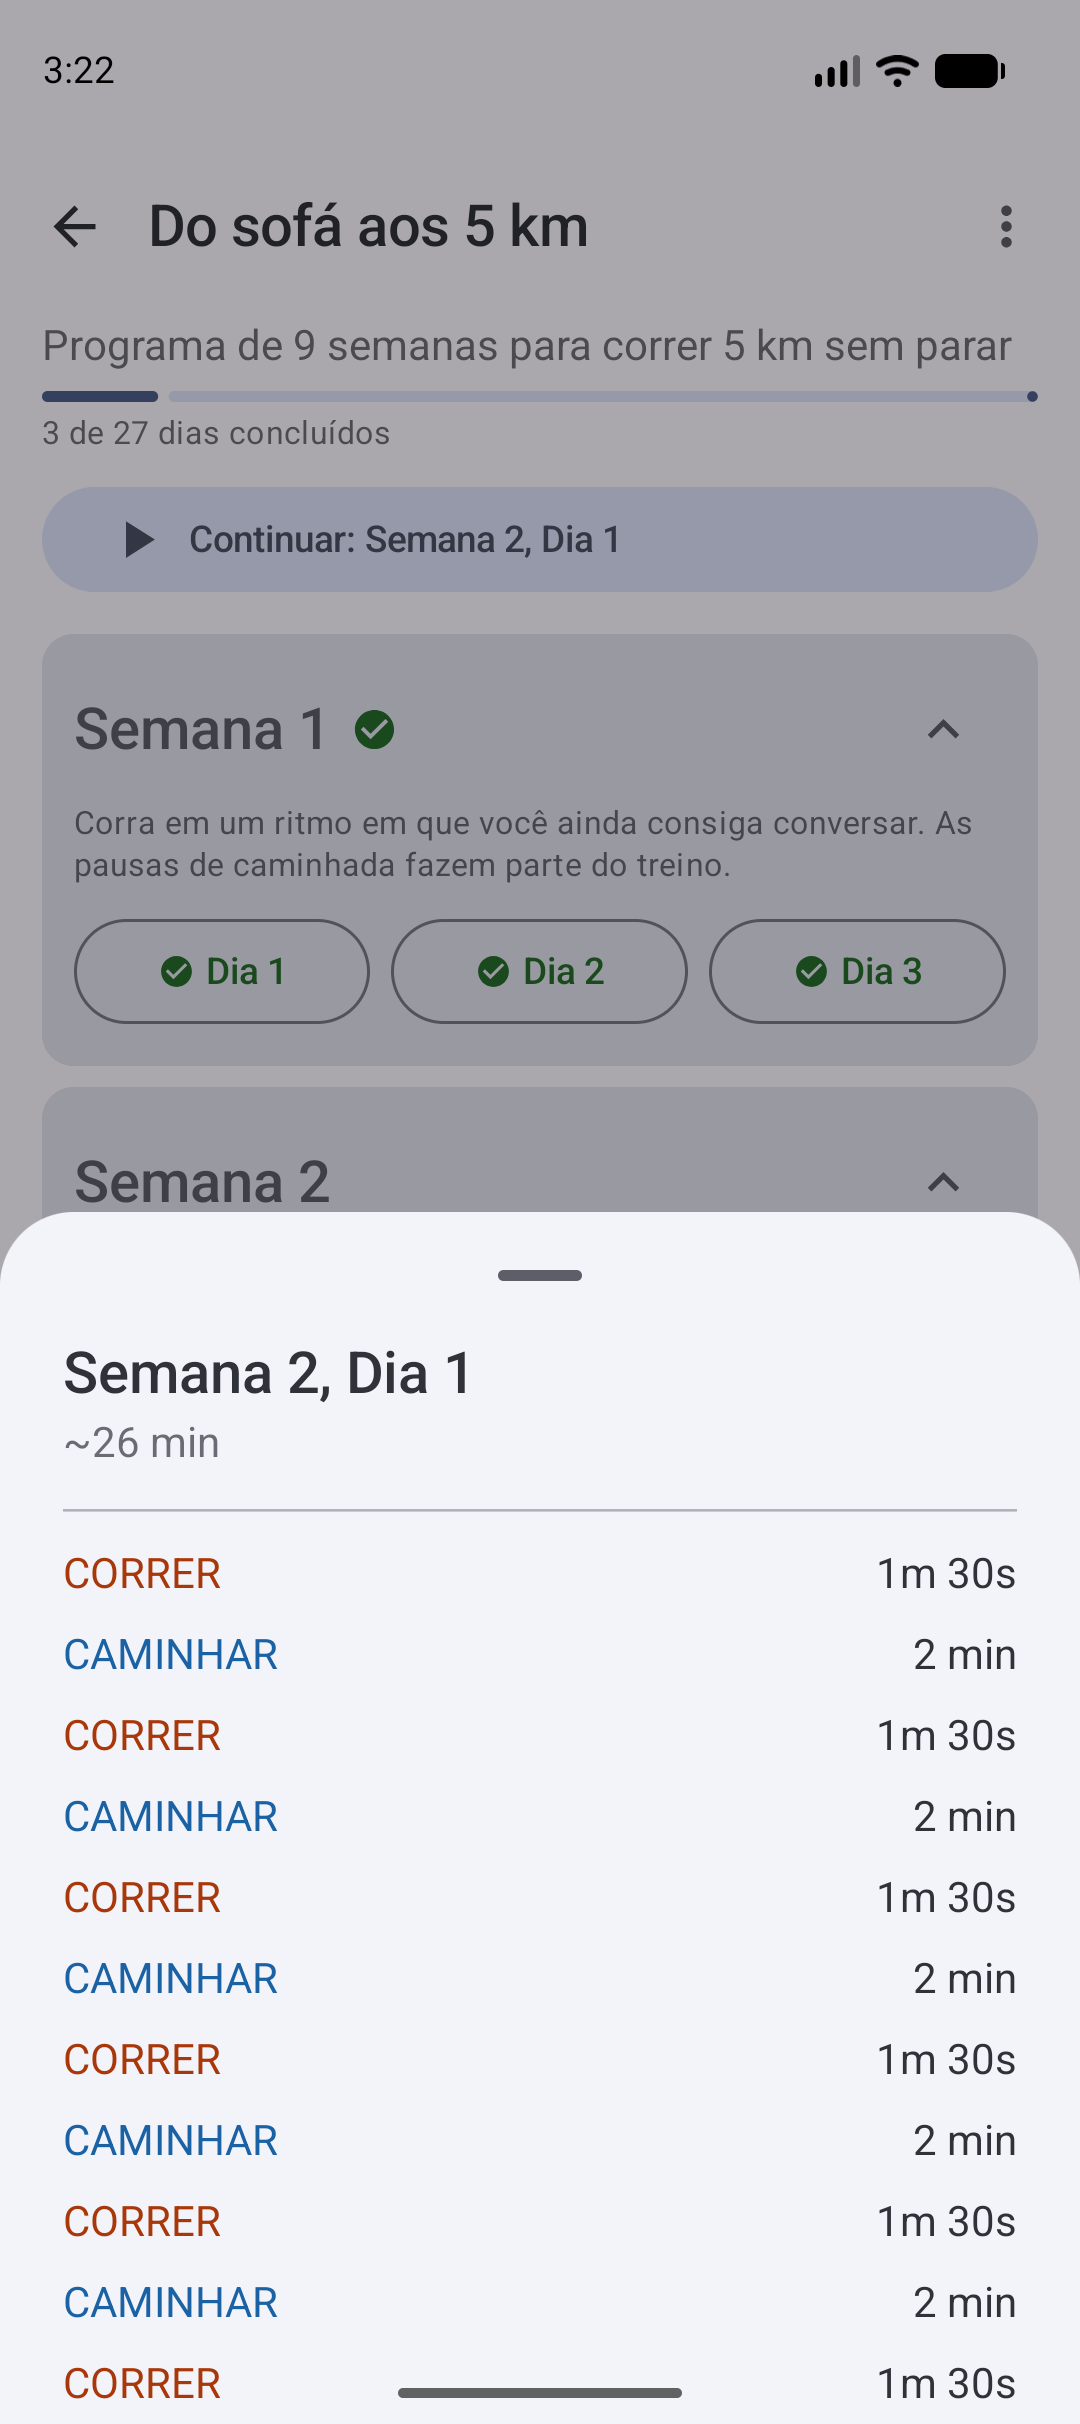 3:22
Do sofá aos 5 km
Programa de 9 semanas para correr 5 km sem parar
3 de 27 dias concluídos
Continuar: Semana 2, Dia 1
Semana 1
Corra em um ritmo em que você ainda consiga conversar. As
pausas de caminhada fazem parte do treino.
Dia 1
Dia 2
Dia 3
Semana 2
Semana 2, Dia 1
~26 min
CORRER 1m 30s
CAMINHAR 2 min
CORRER 1m 30s
CAMINHAR 2 min
CORRER 1m 30s
CAMINHAR 2 min
CORRER 1m 30s
CAMINHAR 2 min
CORRER 1m 30s
CAMINHAR 2 min
CORRER 1m 30s